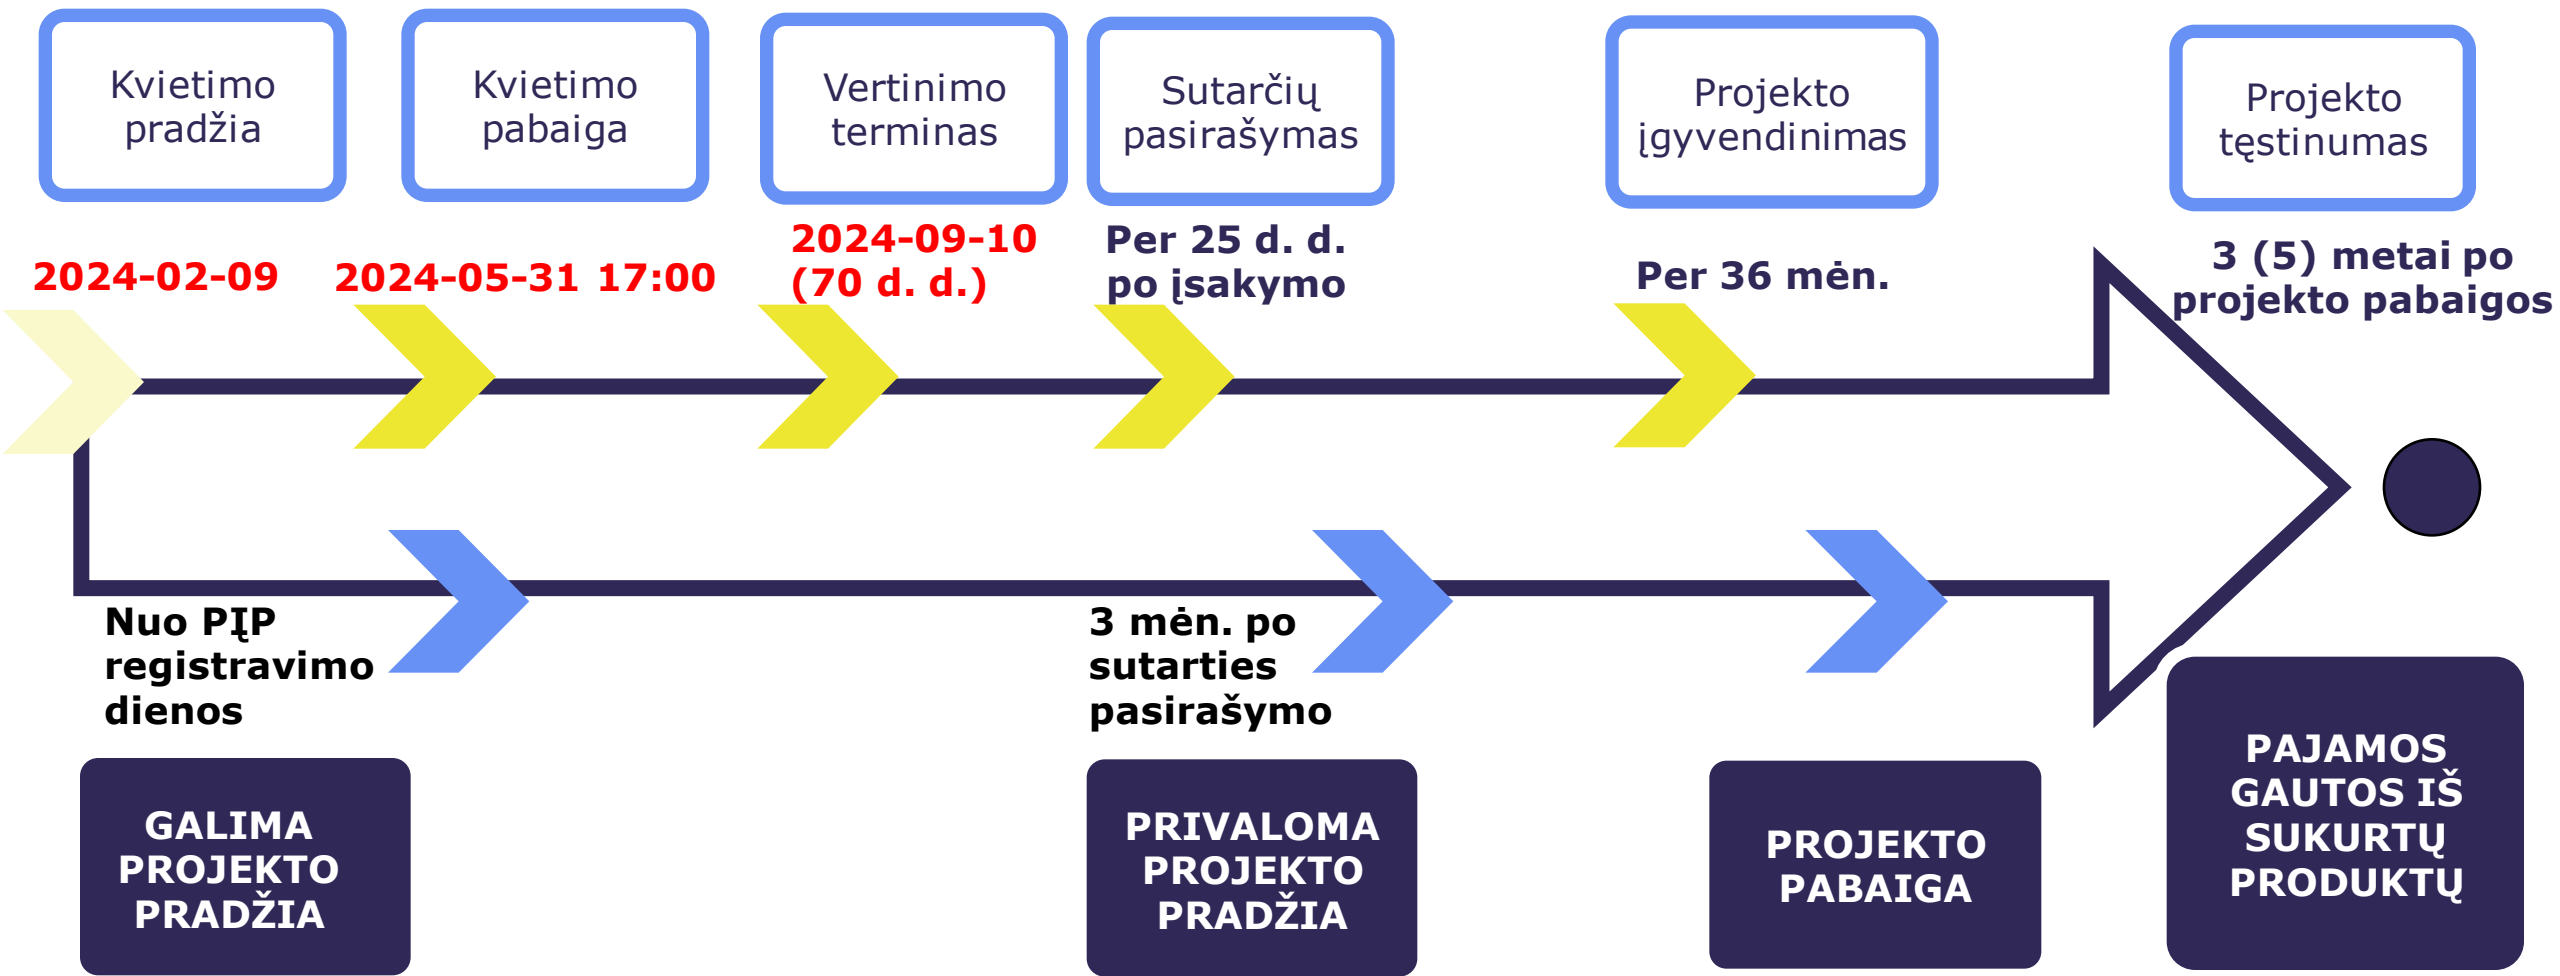 Kvietimo
pradžia
Kvietimo
pabaiga
Vertinimo
terminas
Sutarčių
pasirašymas
Projekto
įgyvendinimas
Projekto
tęstinumas
2024-02-09
2024-05-31 17:00
2024-09-10
(70 d. d.)
Per 25 d. d.
po įsakymo
Per 36 mėn.
3 (5) metai po
projekto pabaigos
Nuo PĮP
registravimo
dienos
3 mėn. po
sutarties
pasirašymo
GALIMA
PROJEKTO
PRADŽIA
PRIVALOMA
PROJEKTO
PRADŽIA
PROJEKTO
PABAIGA
PAJAMOS
GAUTOS IŠ
SUKURTŲ
PRODUKTŲ